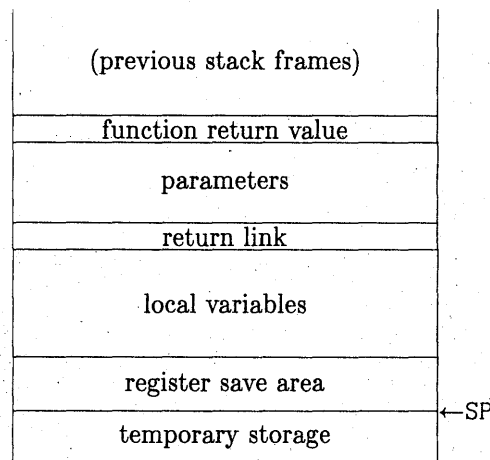 (previous stack frames)
function return value
parameters
return link
local variables
register save area
←SP
temporary storage